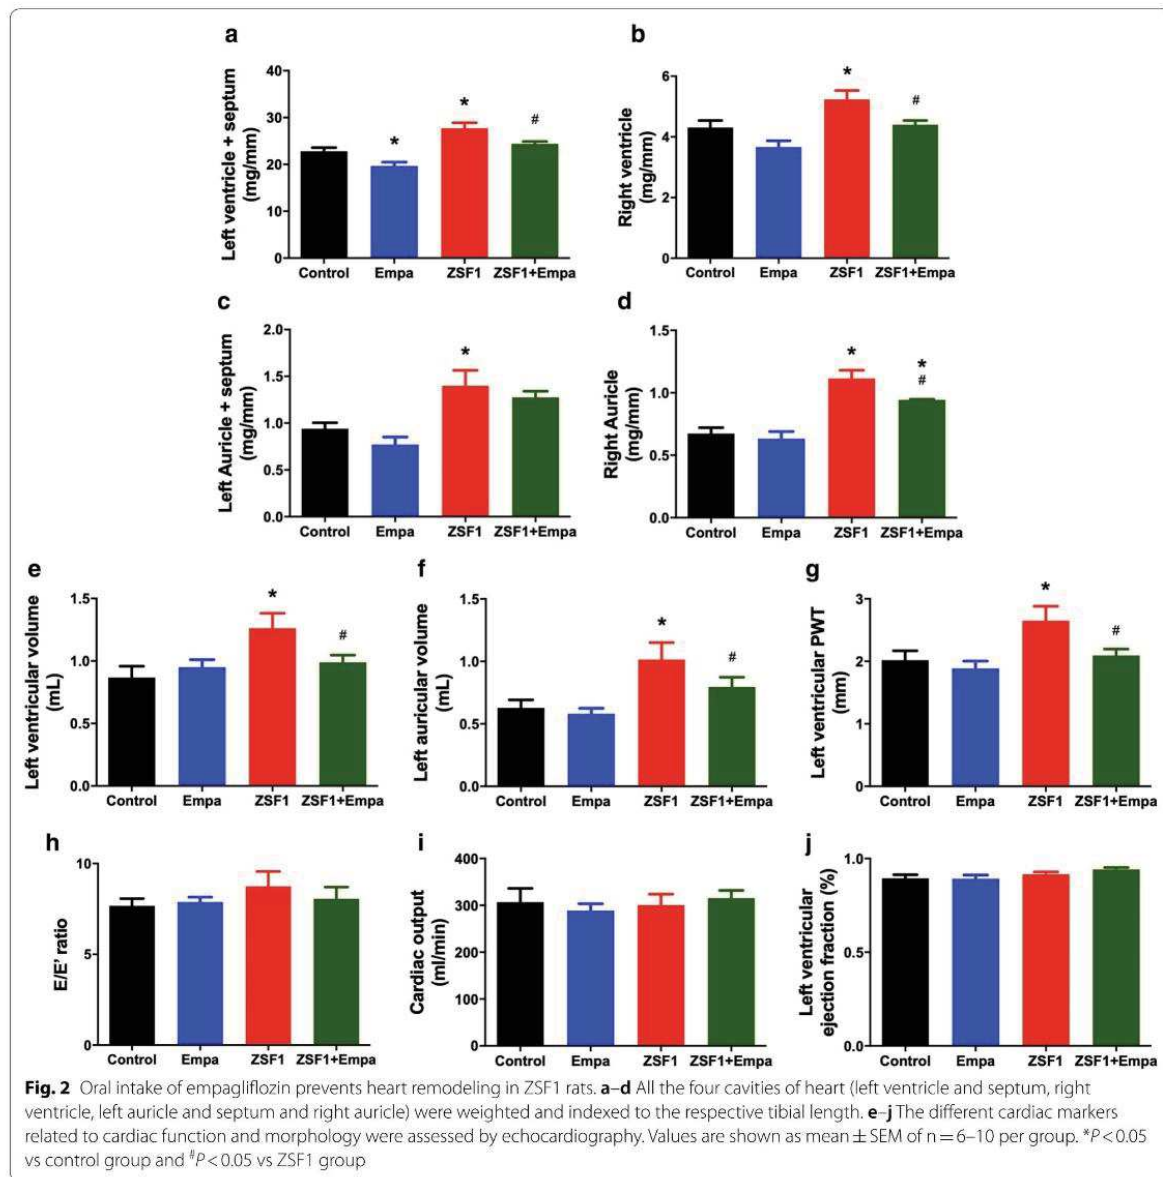 a
Left ventricle + septum
(mg/mm)
40
30
20
10
0
*
*
#
Control Empa ZSF1 ZSF1+Empa
b
Right ventricle
(mg/mm)
6
4
2
0
*
#
Control Empa ZSF1 ZSF1+Empa
c
Left Auricle + septum
(mg/mm)
2.0
1.5
1.0
0.5
0.0
*
Control Empa ZSF1 ZSF1+Empa
d
Right Auricle
(mg/mm)
1.5
1.0
0.5
0.0
*
*
#
Control Empa ZSF1 ZSF1+Empa
e
Left ventricular volume
(mL)
1.5
1.0
0.5
0.0
*
#
Control Empa ZSF1 ZSF1+Empa
f
Left auricular volume
(mL)
1.5
1.0
0.5
0.0
*
#
Control Empa ZSF1 ZSF1+Empa
g
Left ventricular PWT
(mm)
3
2
1
0
*
#
Control Empa ZSF1 ZSF1+Empa
h
E/E' ratio
10
5
0
Control Empa ZSF1 ZSF1+Empa
i
Cardiac output
(ml/min)
400
300
200
100
0
Control Empa ZSF1 ZSF1+Empa
j
Left ventricular
ejection fraction (%)
1.0
0.5
0.0
Control Empa ZSF1 ZSF1+Empa
Fig. 2 Oral intake of empagliflozin prevents heart remodeling in ZSF1 rats. a–d All the four cavities of heart (left ventricle and septum, right
ventricle, left auricle and septum and right auricle) were weighted and indexed to the respective tibial length. e–j The different cardiac markers
related to cardiac function and morphology were assessed by echocardiography. Values are shown as mean ± SEM of n = 6–10 per group. *P < 0.05
vs control group and #P < 0.05 vs ZSF1 group